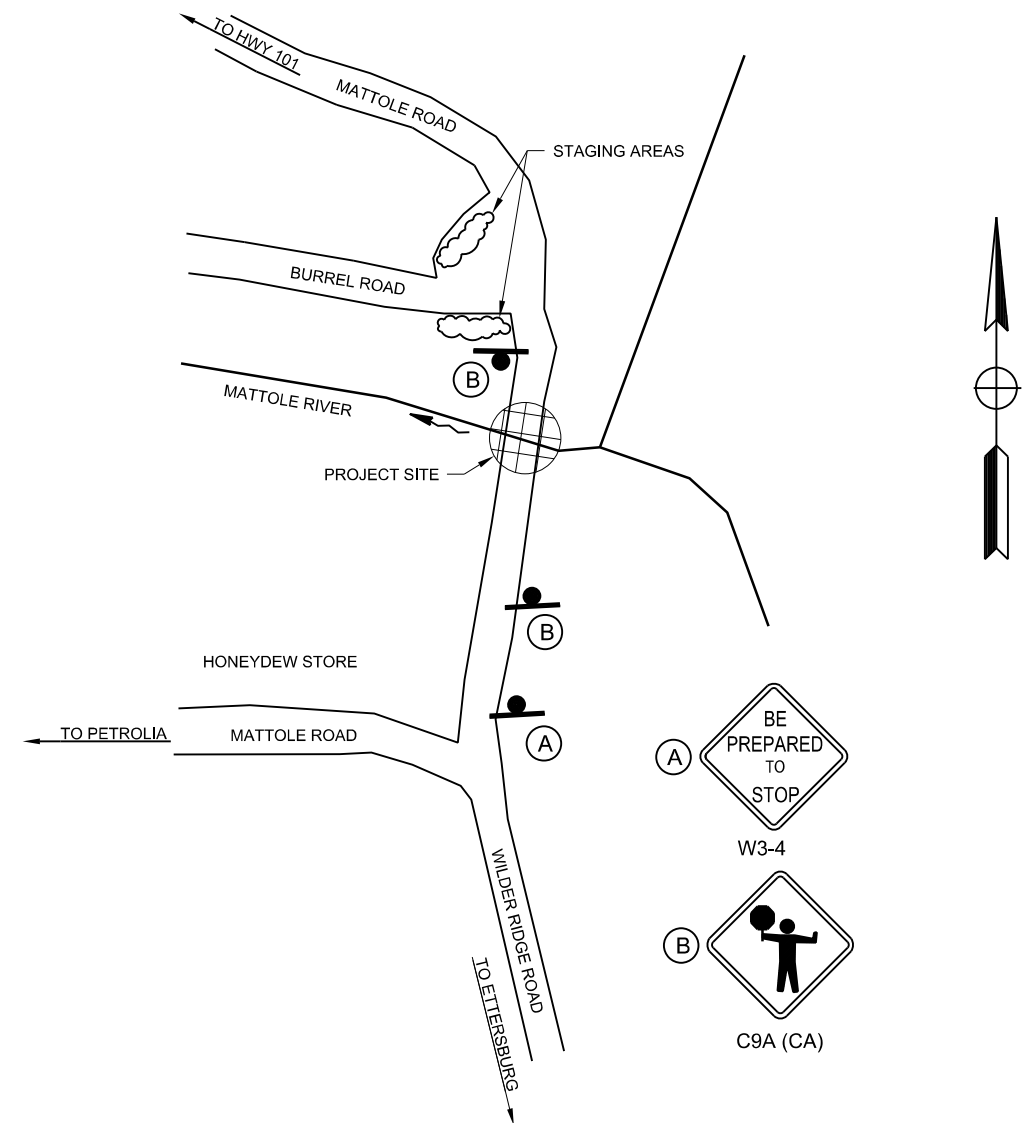 TO HWY 101
MATTOLE ROAD
STAGING AREAS
BURREL ROAD
B
MATTOLE RIVER
PROJECT SITE
B
HONEYDEW STORE
A
TO PETROLIA
MATTOLE ROAD
A
BE
PREPARED
TO
STOP
W3-4
WILDER RIDGE ROAD
B
TO ETTERSBURG
C9A (CA)